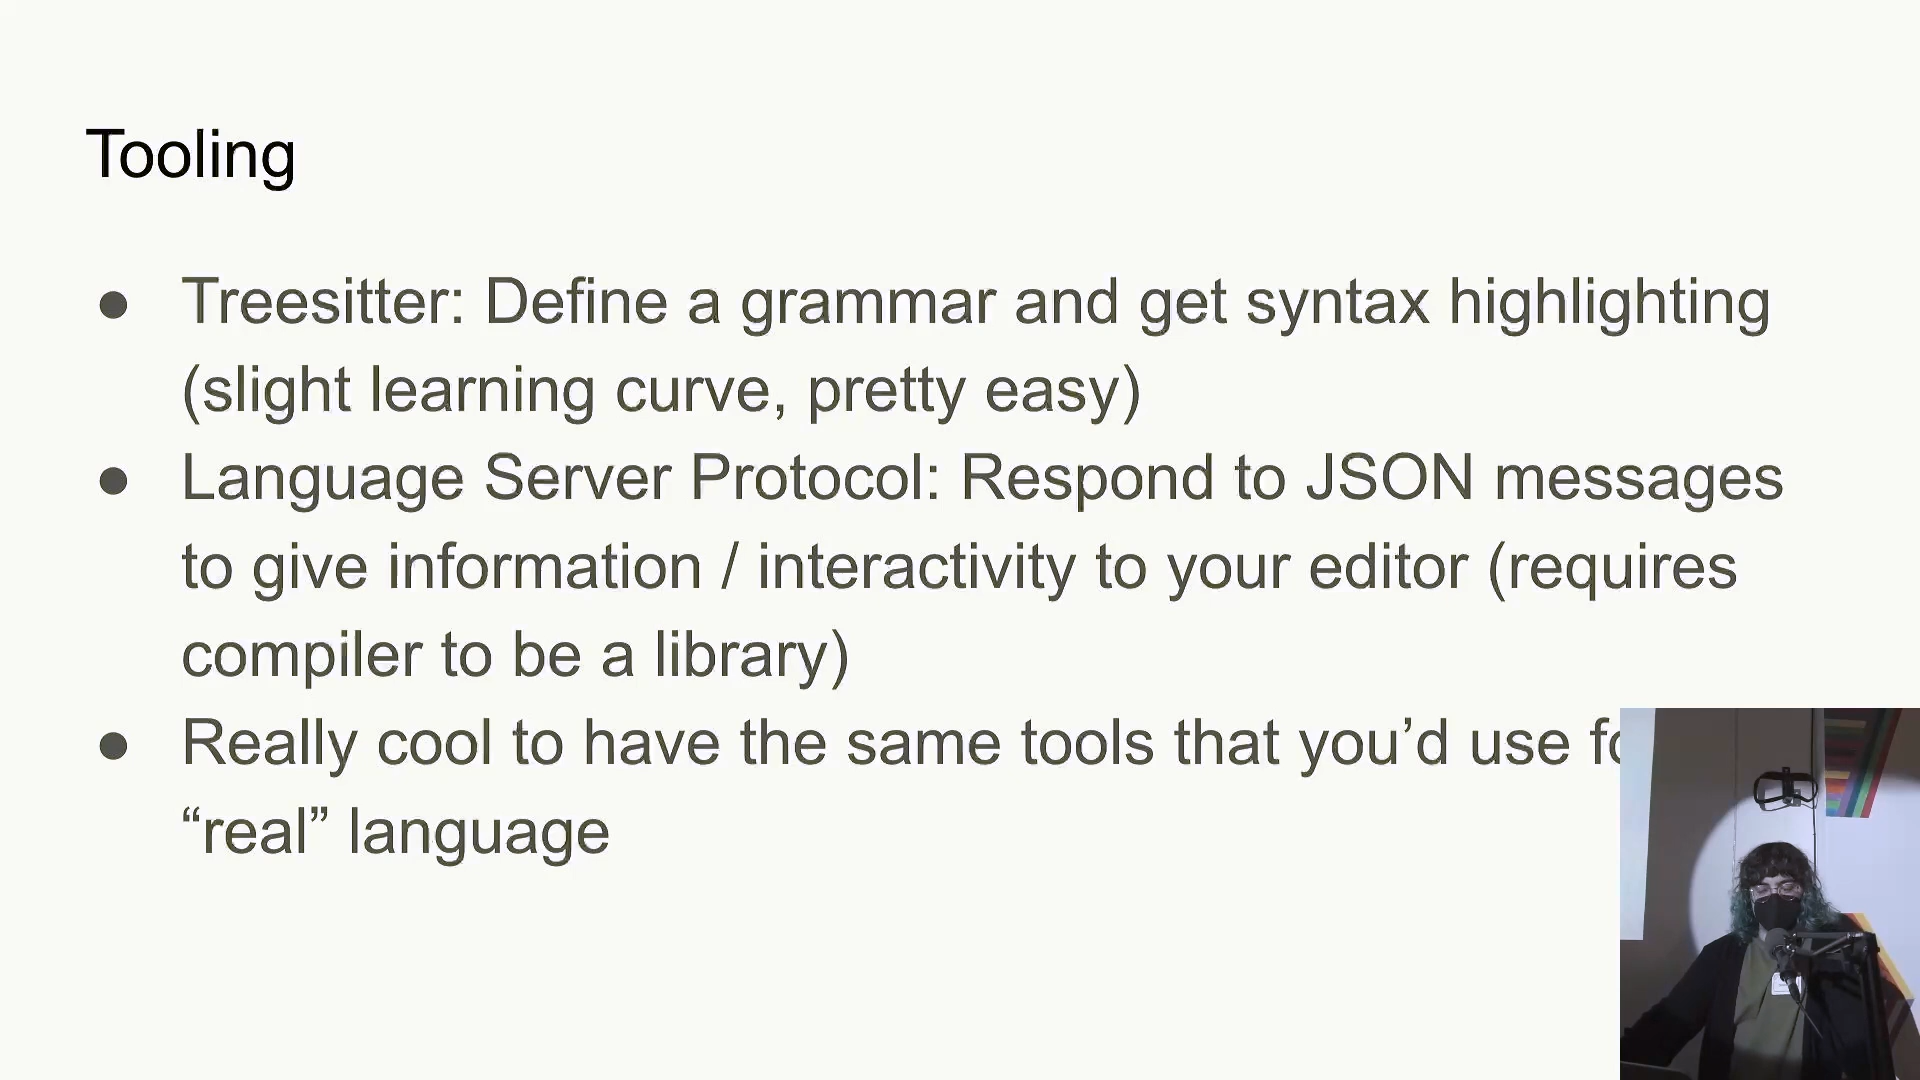 Tooling
● Treesitter: Define a grammar and get syntax highlighting
(slight learning curve, pretty easy)
● Language Server Protocol: Respond to JSON messages
to give information / interactivity to your editor (requires
compiler to be a library)
● Really cool to have the same tools that you’d use
“real” language